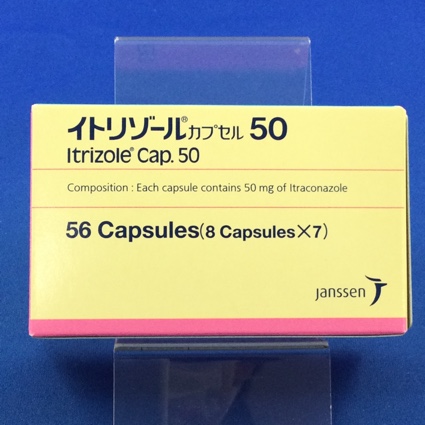 イトリゾール®カプセル 50
Itrizole® Cap. 50
Composition : Each capsule contains 50 mg of Itraconazole
56 Capsules(8 Capsules×7)
janssen